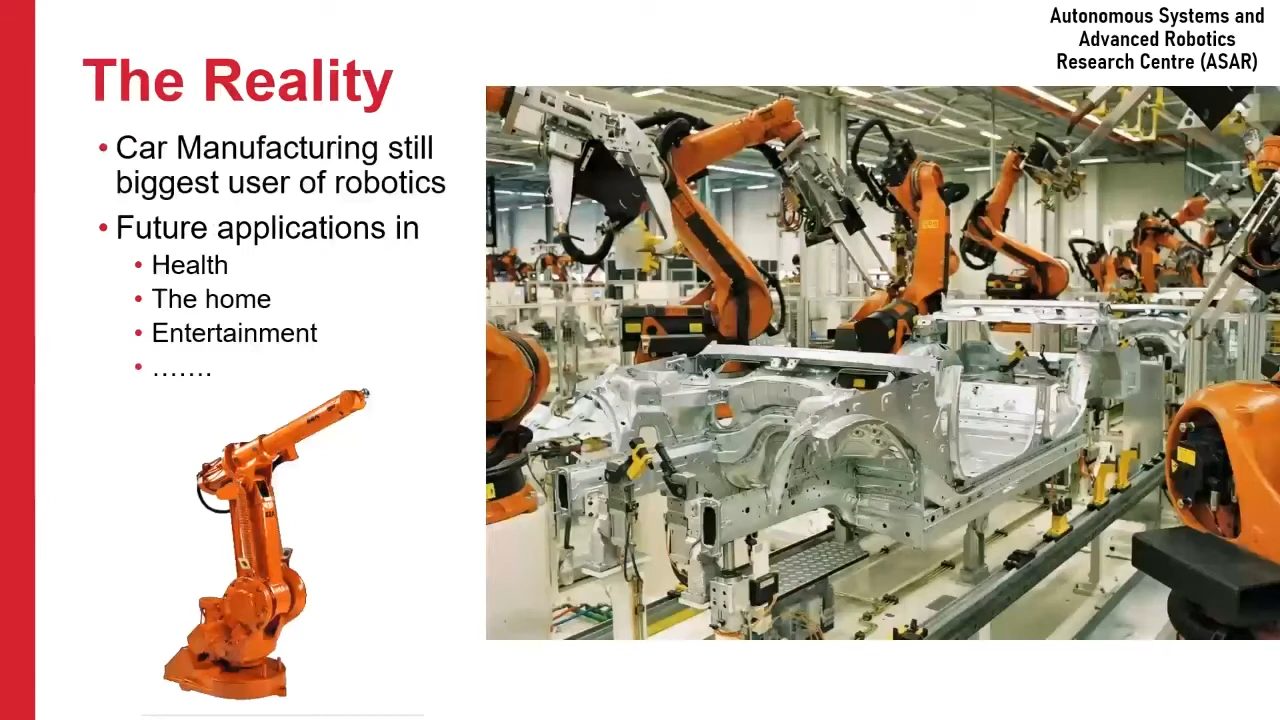 Autonomous Systems and
Advanced Robotics
Research Centre (ASAR)
The Reality
• Car Manufacturing still
biggest user of robotics
• Future applications in
• Health
• The home
• Entertainment
• …….